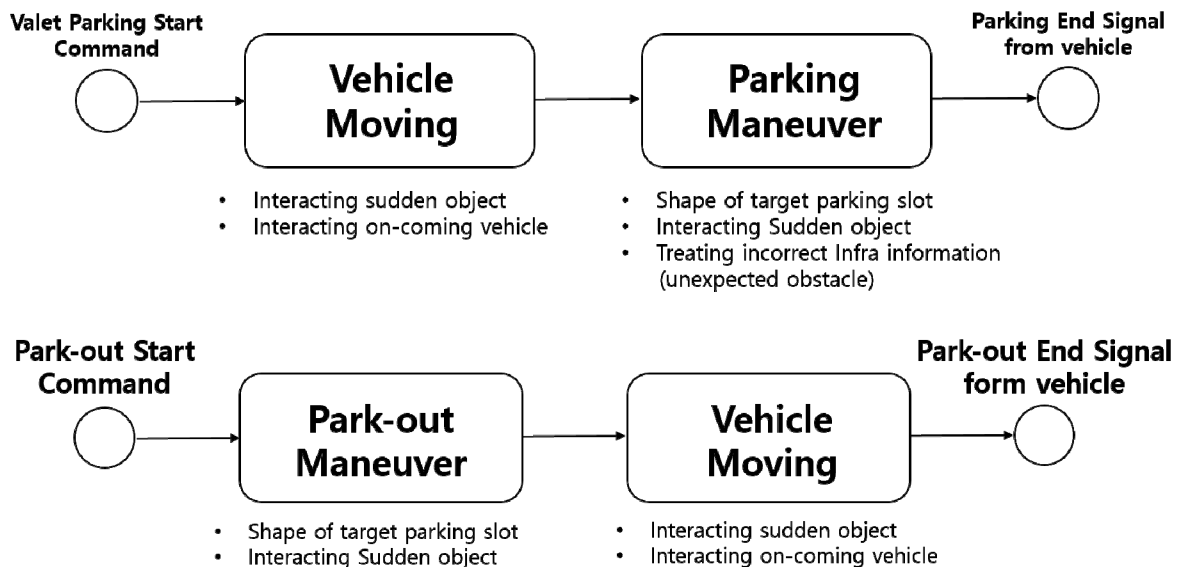 Valet Parking Start
Command
Parking End Signal
from vehicle
Vehicle
Moving
Parking
Maneuver
• Interacting sudden object
• Interacting on-coming vehicle
• Shape of target parking slot
• Interacting Sudden object
• Treating incorrect Infra information
(unexpected obstacle)
Park-out Start
Command
Park-out End Signal
form vehicle
Park-out
Maneuver
Vehicle
Moving
• Shape of target parking slot
• Interacting Sudden object
• Interacting sudden object
• Interacting on-coming vehicle